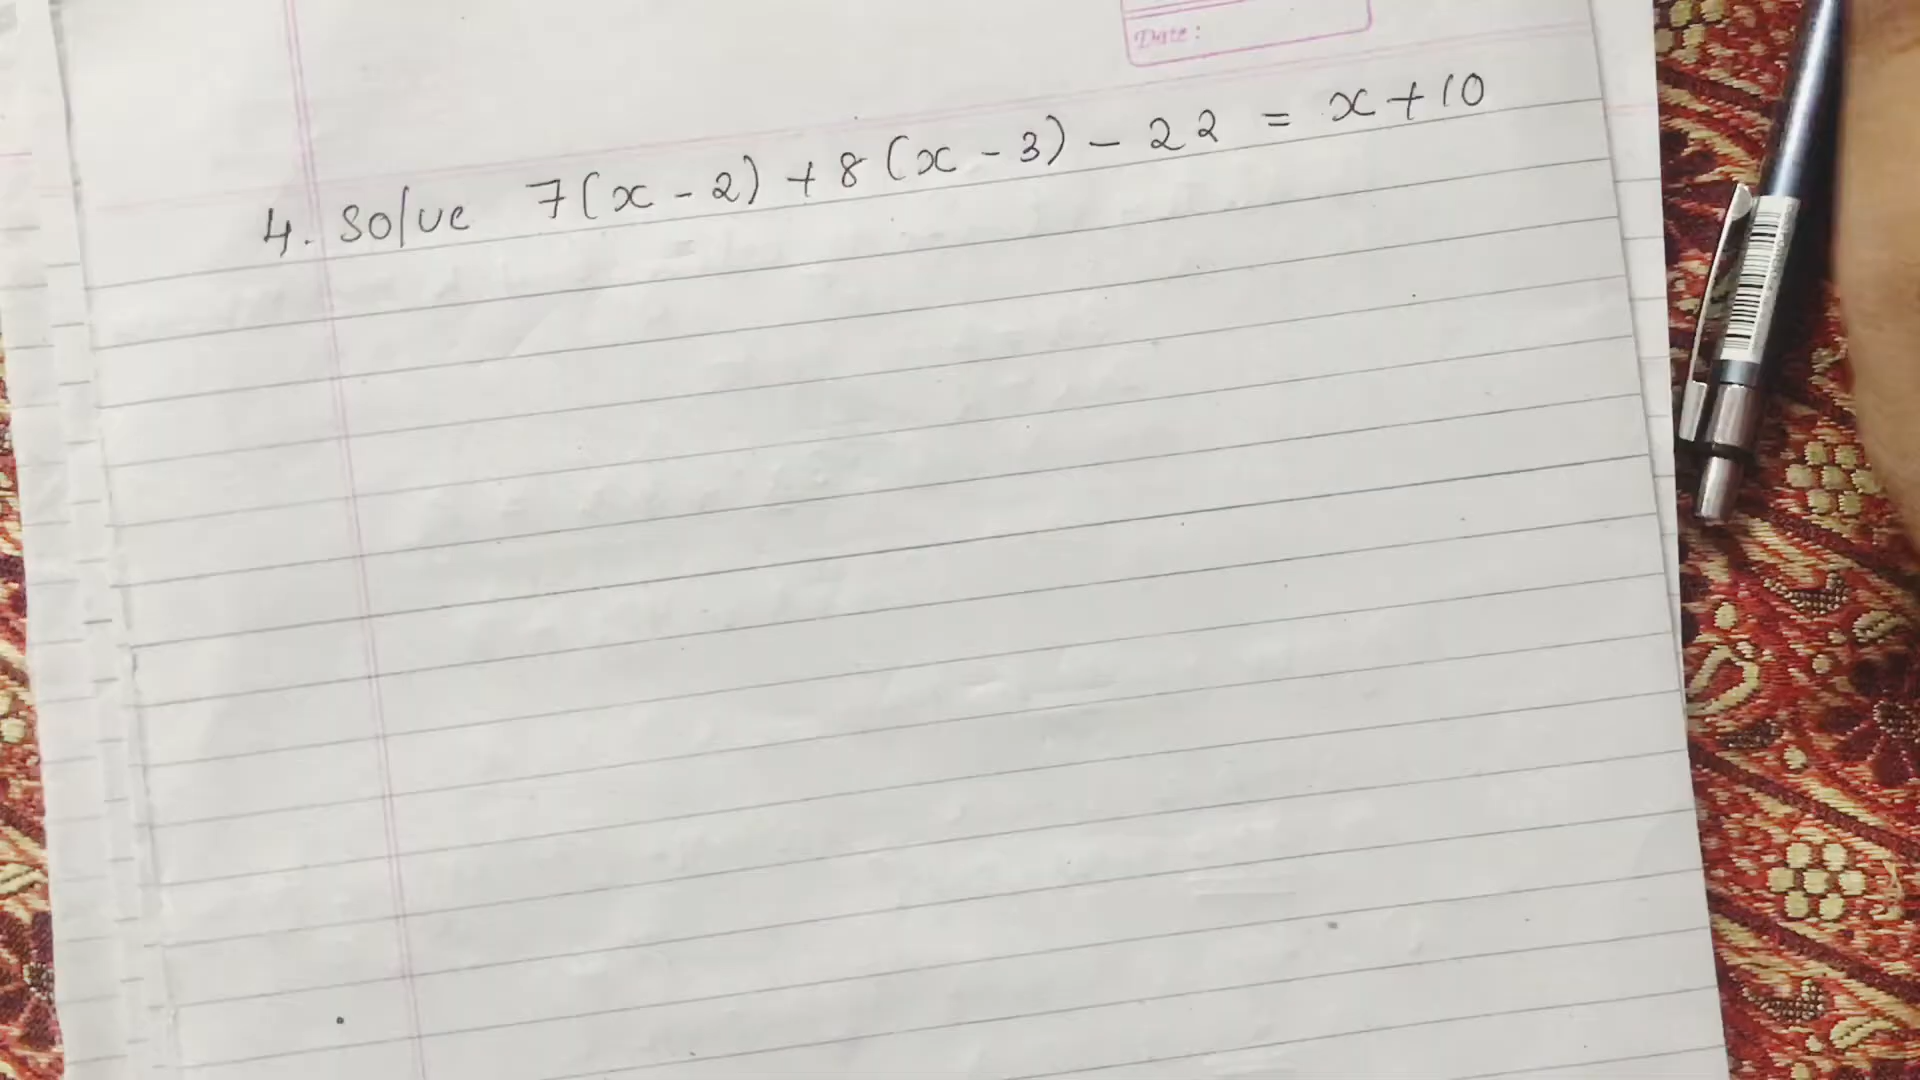 Date :
4. Solve 7(x - 2) + 8(x - 3) - 22 = x + 10